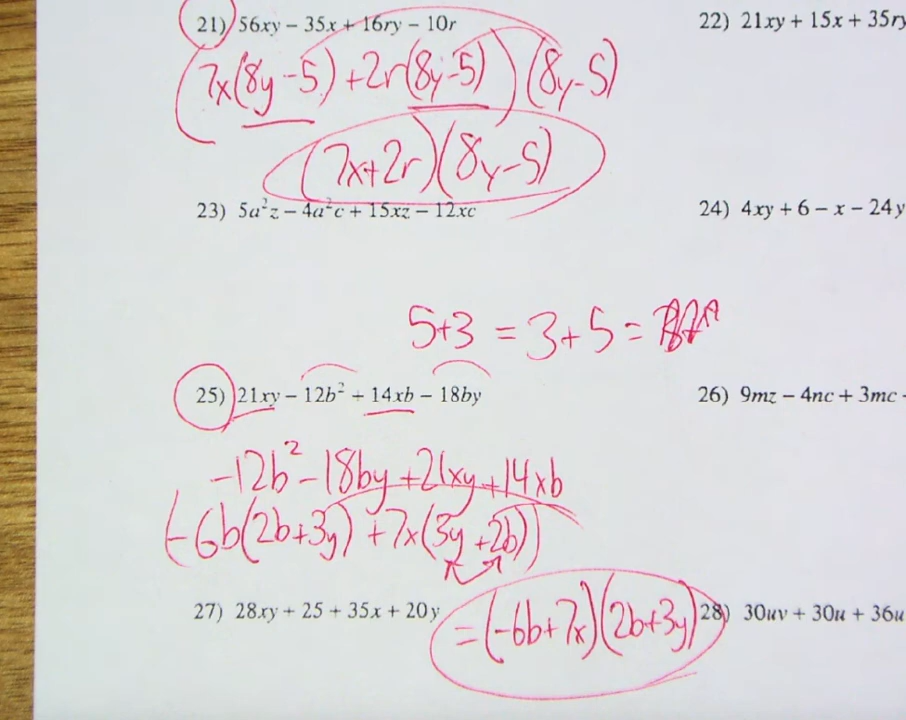 21) 56xy − 35x + 16ry − 10r
22) 21xy + 15x + 35ry
(7x(8y−5) +2r(8y−5))(8y−5)
(7x+2r)(8y−5)
23) 5a²z − 4a²c + 15xz − 12xc
24) 4xy + 6 − x − 24y
5+3 = 3+5 =
25) 21xy − 12b² + 14xb − 18by
26) 9mz − 4nc + 3mc -
−12b² −18by +21xy +14xb
(−6b(2b+3y) +7x(3y+2b))
27) 28xy + 25 + 35x + 20y
28) 30uv + 30u + 36u
= (−6b+7x)(2b+3y)